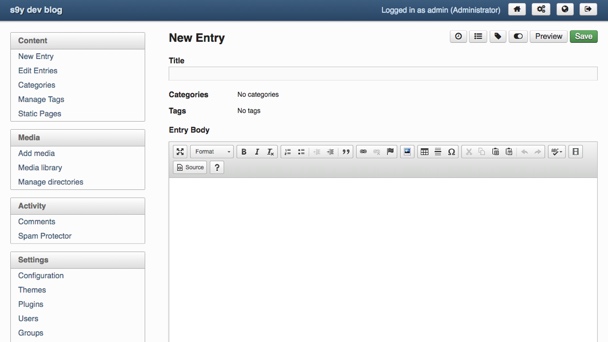 s9y dev blog
Logged in as admin (Administrator)
Content
New Entry
Edit Entries
Categories
Manage Tags
Static Pages
Media
Add media
Media library
Manage directories
Activity
Comments
Spam Protector
Settings
Configuration
Themes
Plugins
Users
Groups
New Entry
Preview
Save
Title
Categories No categories
Tags No tags
Entry Body
Format
B I Tx
Ω
ABC
Source ?